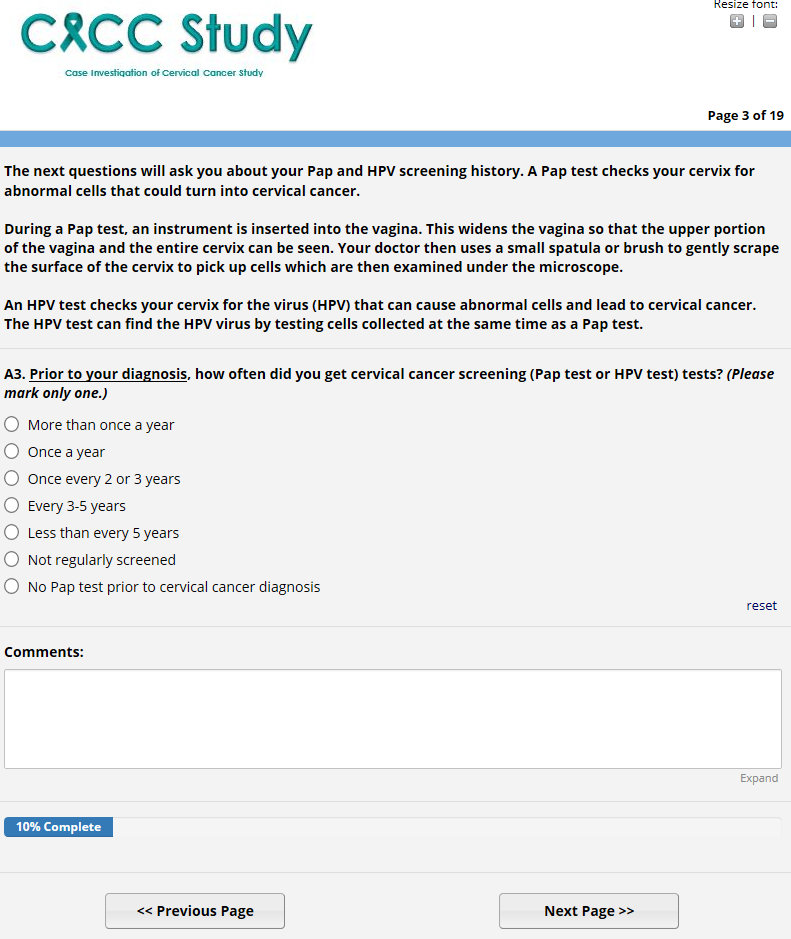 Resize font:
|
CICC Study
Case Investigation of Cervical Cancer Study
Page 3 of 19
The next questions will ask you about your Pap and HPV screening history. A Pap test checks your cervix for
abnormal cells that could turn into cervical cancer.
During a Pap test, an instrument is inserted into the vagina. This widens the vagina so that the upper portion
of the vagina and the entire cervix can be seen. Your doctor then uses a small spatula or brush to gently scrape
the surface of the cervix to pick up cells which are then examined under the microscope.
An HPV test checks your cervix for the virus (HPV) that can cause abnormal cells and lead to cervical cancer.
The HPV test can find the HPV virus by testing cells collected at the same time as a Pap test.
A3. Prior to your diagnosis, how often did you get cervical cancer screening (Pap test or HPV test) tests? (Please
mark only one.)
More than once a year
Once a year
Once every 2 or 3 years
Every 3-5 years
Less than every 5 years
Not regularly screened
No Pap test prior to cervical cancer diagnosis
reset
Comments:
Expand
10% Complete
<< Previous Page
Next Page >>